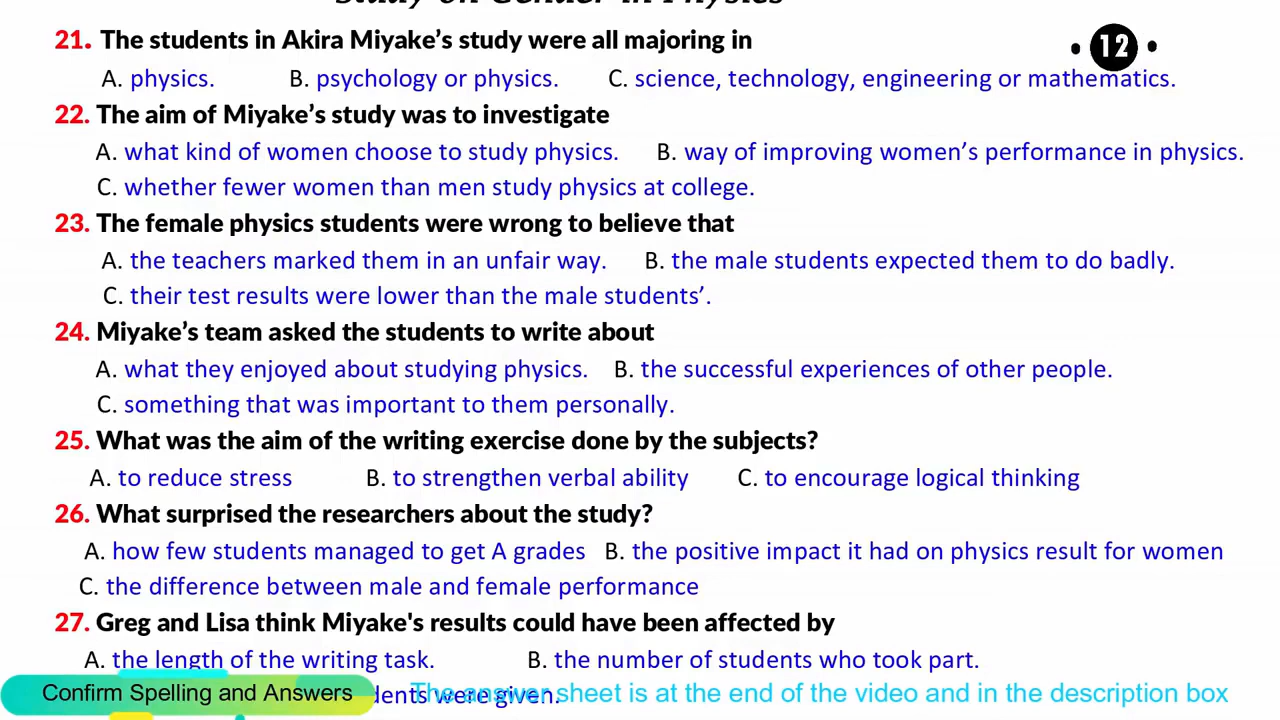 Study on Gender in Physics
12
21. The students in Akira Miyake’s study were all majoring in
A. physics. B. psychology or physics. C. science, technology, engineering or mathematics.
22. The aim of Miyake’s study was to investigate
A. what kind of women choose to study physics. B. way of improving women’s performance in physics.
C. whether fewer women than men study physics at college.
23. The female physics students were wrong to believe that
A. the teachers marked them in an unfair way. B. the male students expected them to do badly.
C. their test results were lower than the male students’.
24. Miyake’s team asked the students to write about
A. what they enjoyed about studying physics. B. the successful experiences of other people.
C. something that was important to them personally.
25. What was the aim of the writing exercise done by the subjects?
A. to reduce stress B. to strengthen verbal ability C. to encourage logical thinking
26. What surprised the researchers about the study?
A. how few students managed to get A grades B. the positive impact it had on physics result for women
C. the difference between male and female performance
27. Greg and Lisa think Miyake's results could have been affected by
A. the length of the writing task. B. the number of students who took part.
dents were given.
Confirm Spelling and Answers
The answer sheet is at the end of the video and in the description box